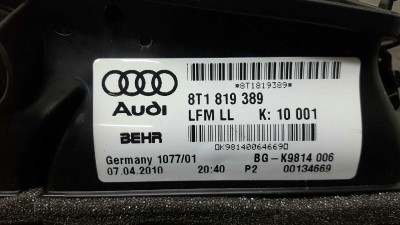 *8T1819389*
8T1 819 389
Audi
LFM LL K: 10 001
BEHR
Germany 1077/01 BG-K9814 006
07.04.2010 20:40 P2 00134669